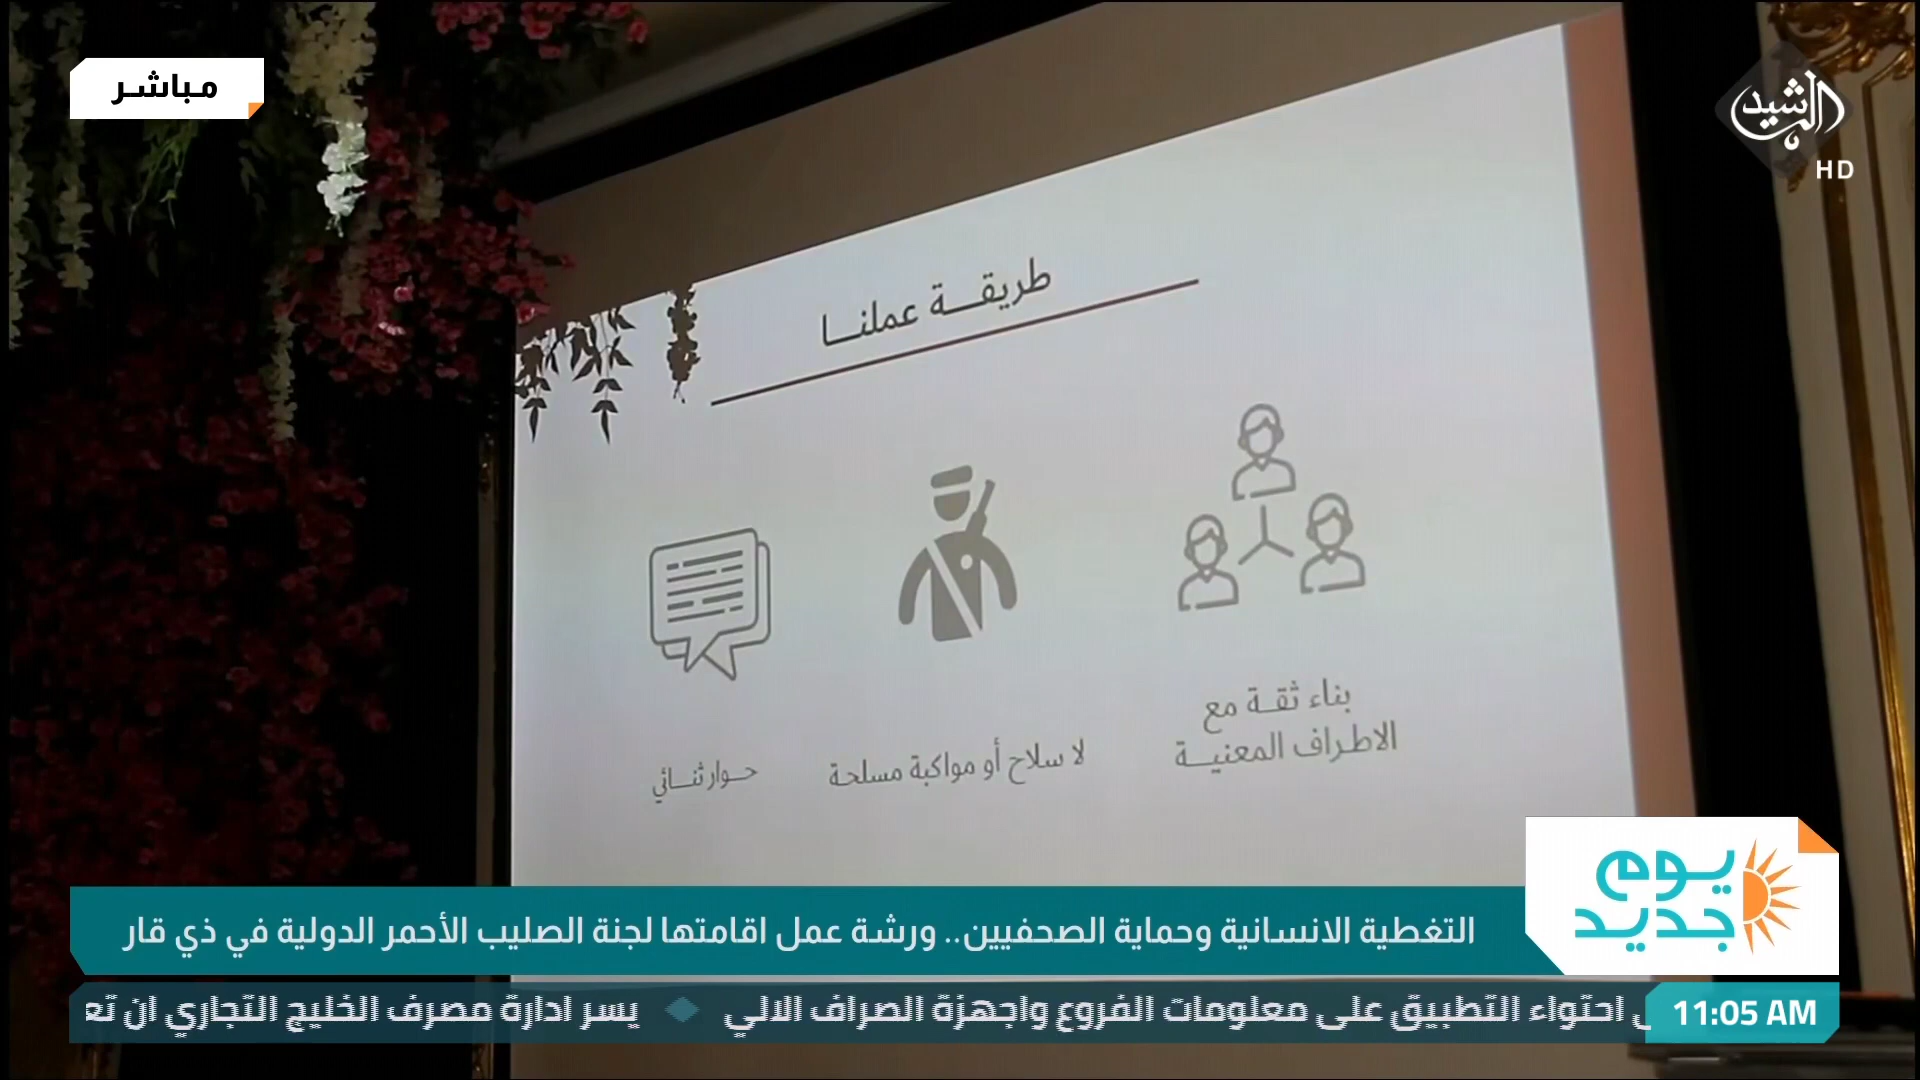 مباشر
الرشيد
HD
طريقة عملنا
بناء ثقة مع
الاطراف المعنية
لا سلاح أو مواكبة مسلحة
حوار ثنائي
يوم
جديد
التغطية الانسانية وحماية الصحفيين.. ورشة عمل اقامتها لجنة الصليب الأحمر الدولية في ذي قار
11:05 AM
احتواء التطبيق على معلومات الفروع واجهزة الصراف الالي
يسر ادارة مصرف الخليج التجاري ان